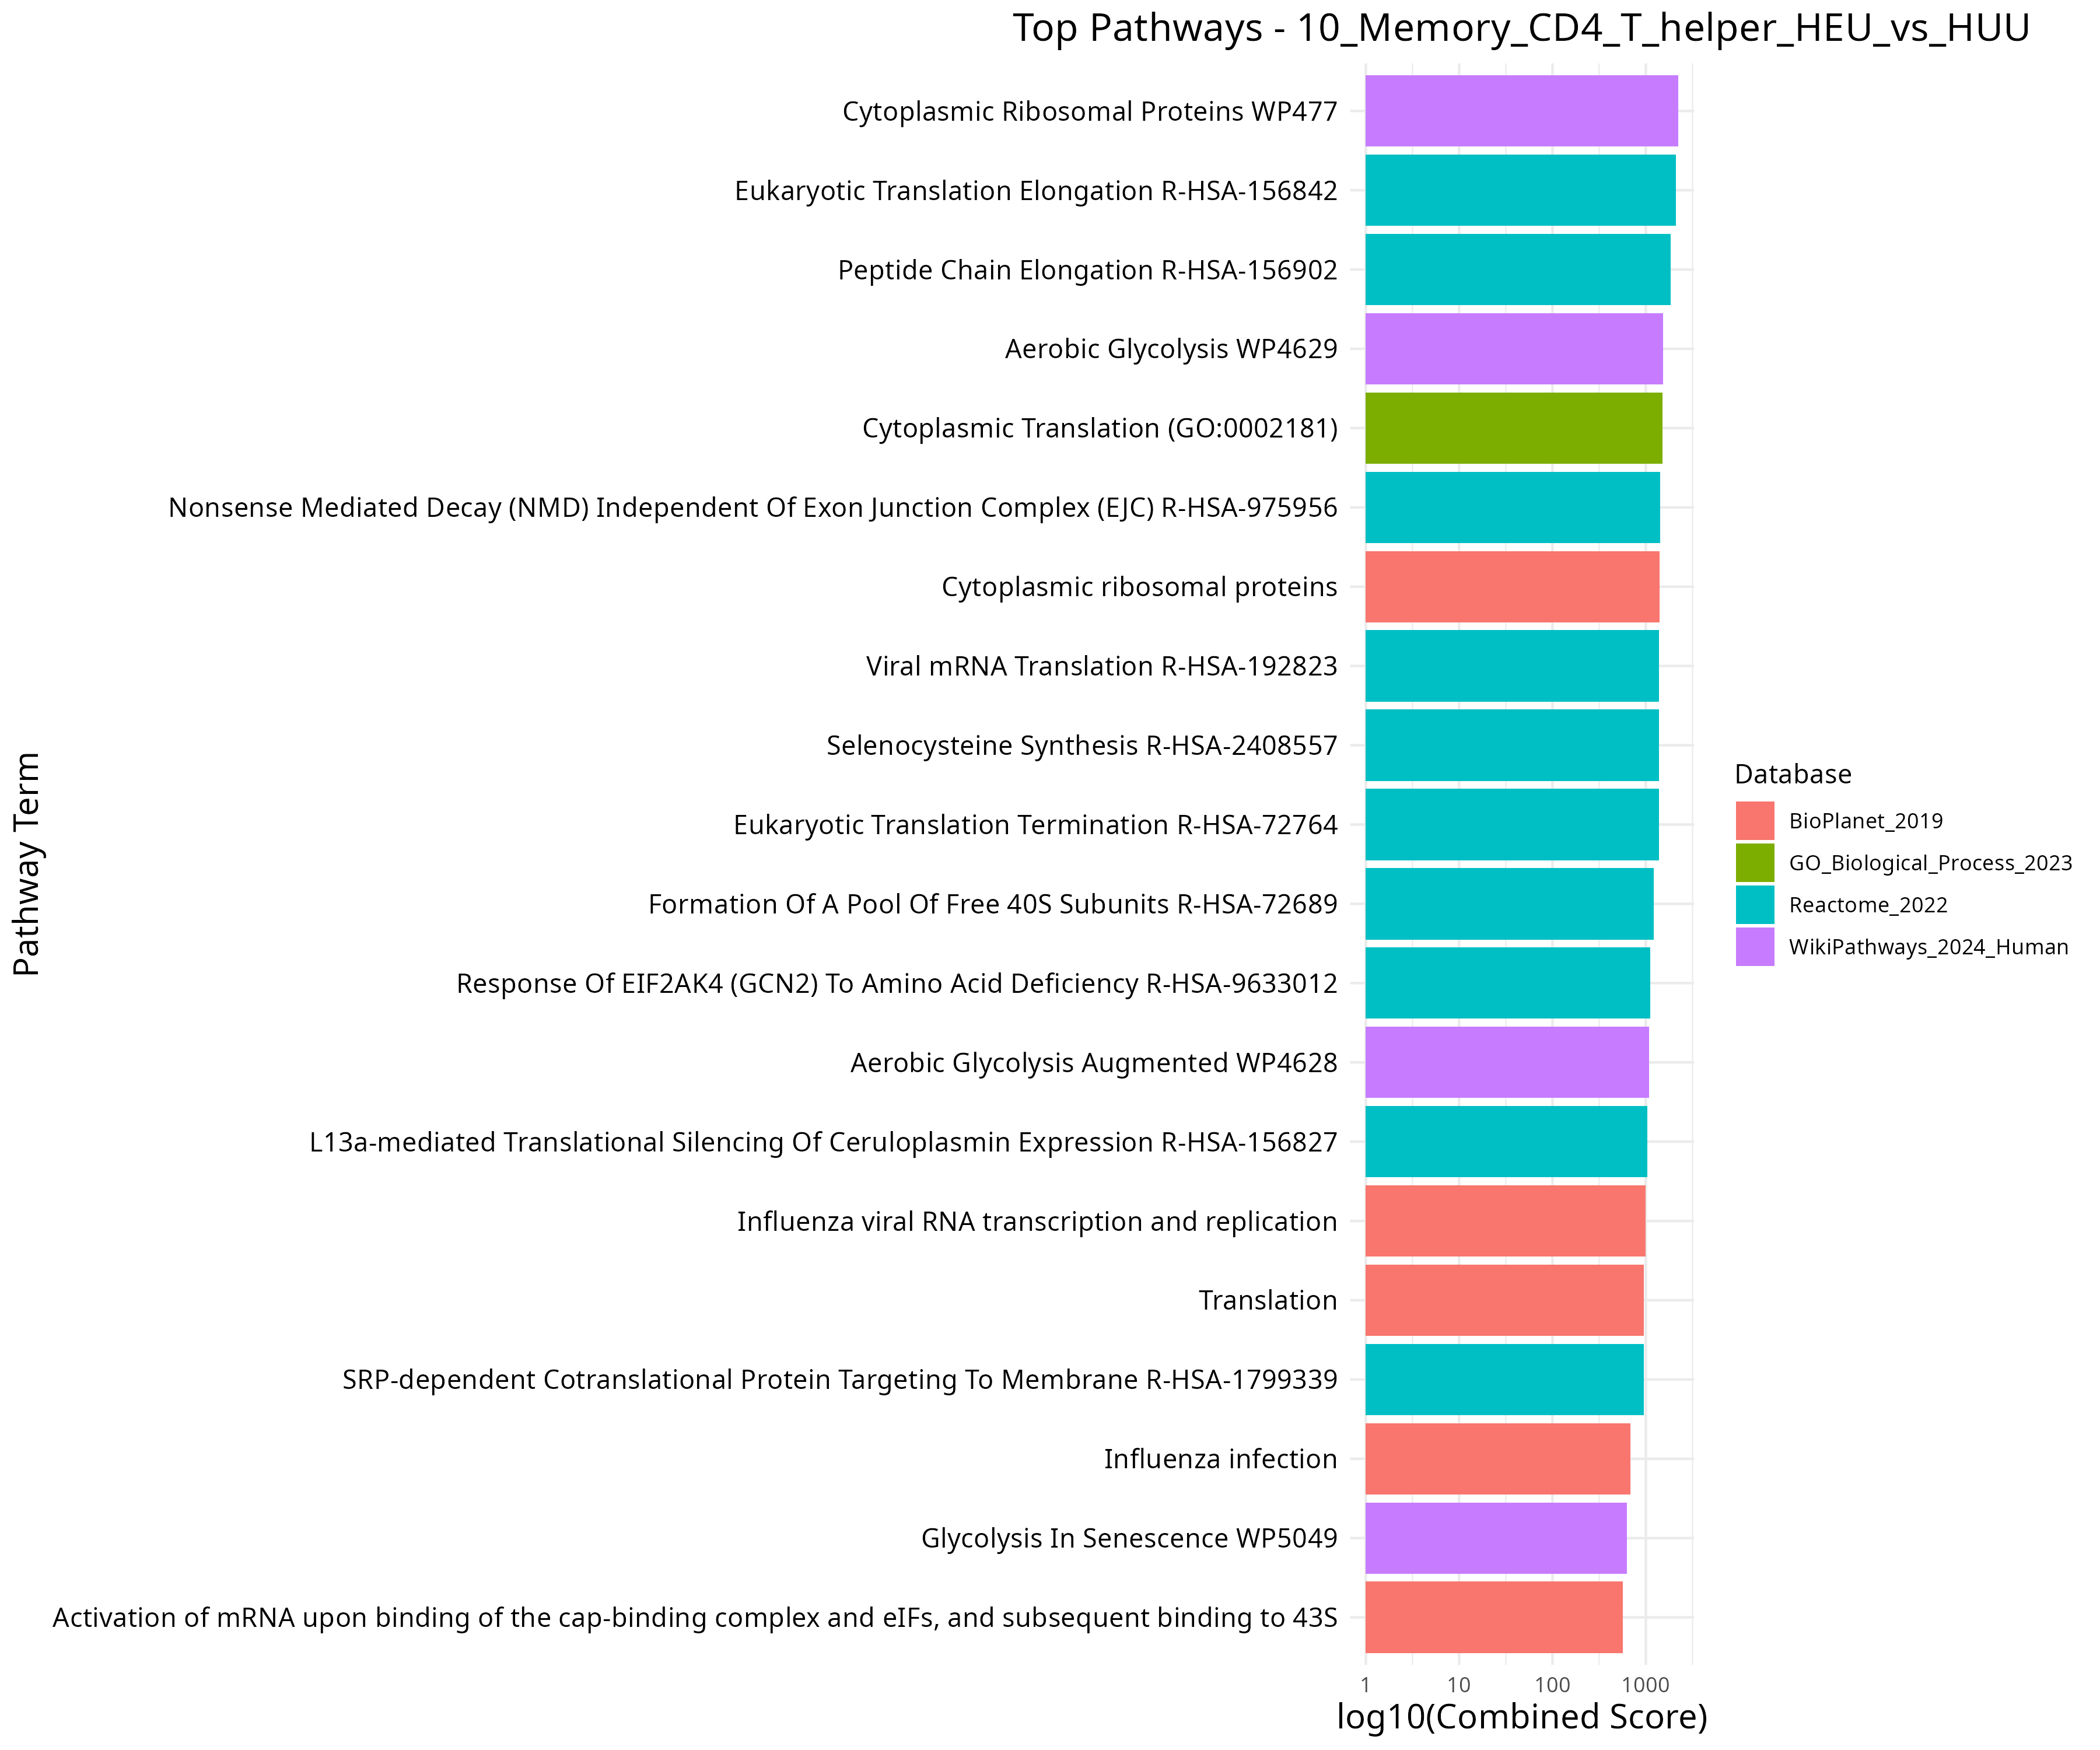 Top Pathways - 10_Memory_CD4_T_helper_HEU_vs_HUU
Pathway Term
Cytoplasmic Ribosomal Proteins WP477
Eukaryotic Translation Elongation R-HSA-156842
Peptide Chain Elongation R-HSA-156902
Aerobic Glycolysis WP4629
Cytoplasmic Translation (GO:0002181)
Nonsense Mediated Decay (NMD) Independent Of Exon Junction Complex (EJC) R-HSA-975956
Cytoplasmic ribosomal proteins
Viral mRNA Translation R-HSA-192823
Selenocysteine Synthesis R-HSA-2408557
Eukaryotic Translation Termination R-HSA-72764
Formation Of A Pool Of Free 40S Subunits R-HSA-72689
Response Of EIF2AK4 (GCN2) To Amino Acid Deficiency R-HSA-9633012
Aerobic Glycolysis Augmented WP4628
L13a-mediated Translational Silencing Of Ceruloplasmin Expression R-HSA-156827
Influenza viral RNA transcription and replication
Translation
SRP-dependent Cotranslational Protein Targeting To Membrane R-HSA-1799339
Influenza infection
Glycolysis In Senescence WP5049
Activation of mRNA upon binding of the cap-binding complex and eIFs, and subsequent binding to 43S
1 10 100 1000
log10(Combined Score)
Database
BioPlanet_2019
GO_Biological_Process_2023
Reactome_2022
WikiPathways_2024_Human